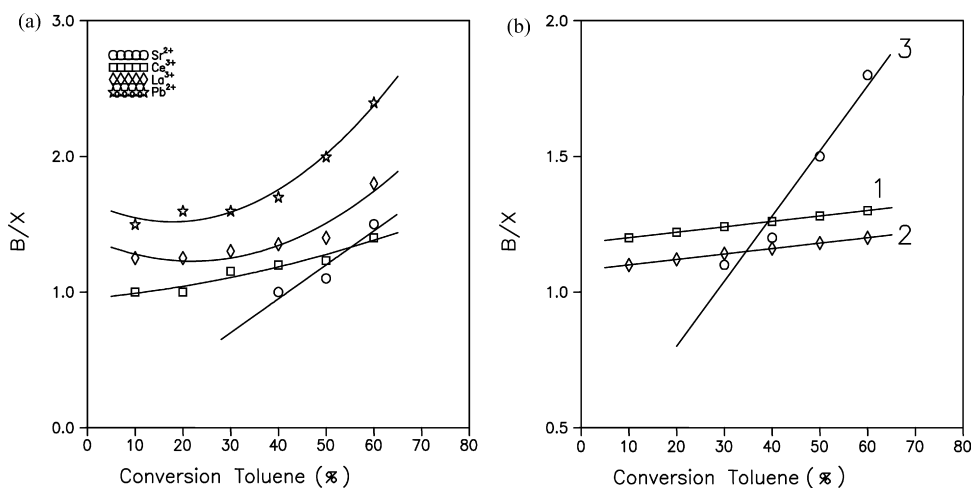 (a)
3.0
2.0
1.0
0.0
B/X
Sr2+
Ce3+
La3+
Pb2+
0 10 20 30 40 50 60 70 80
Conversion Toluene (%)
(b)
2.0
1.5
1.0
0.5
B/X
3
1
2
0 10 20 30 40 50 60 70 80
Conversion Toluene (%)